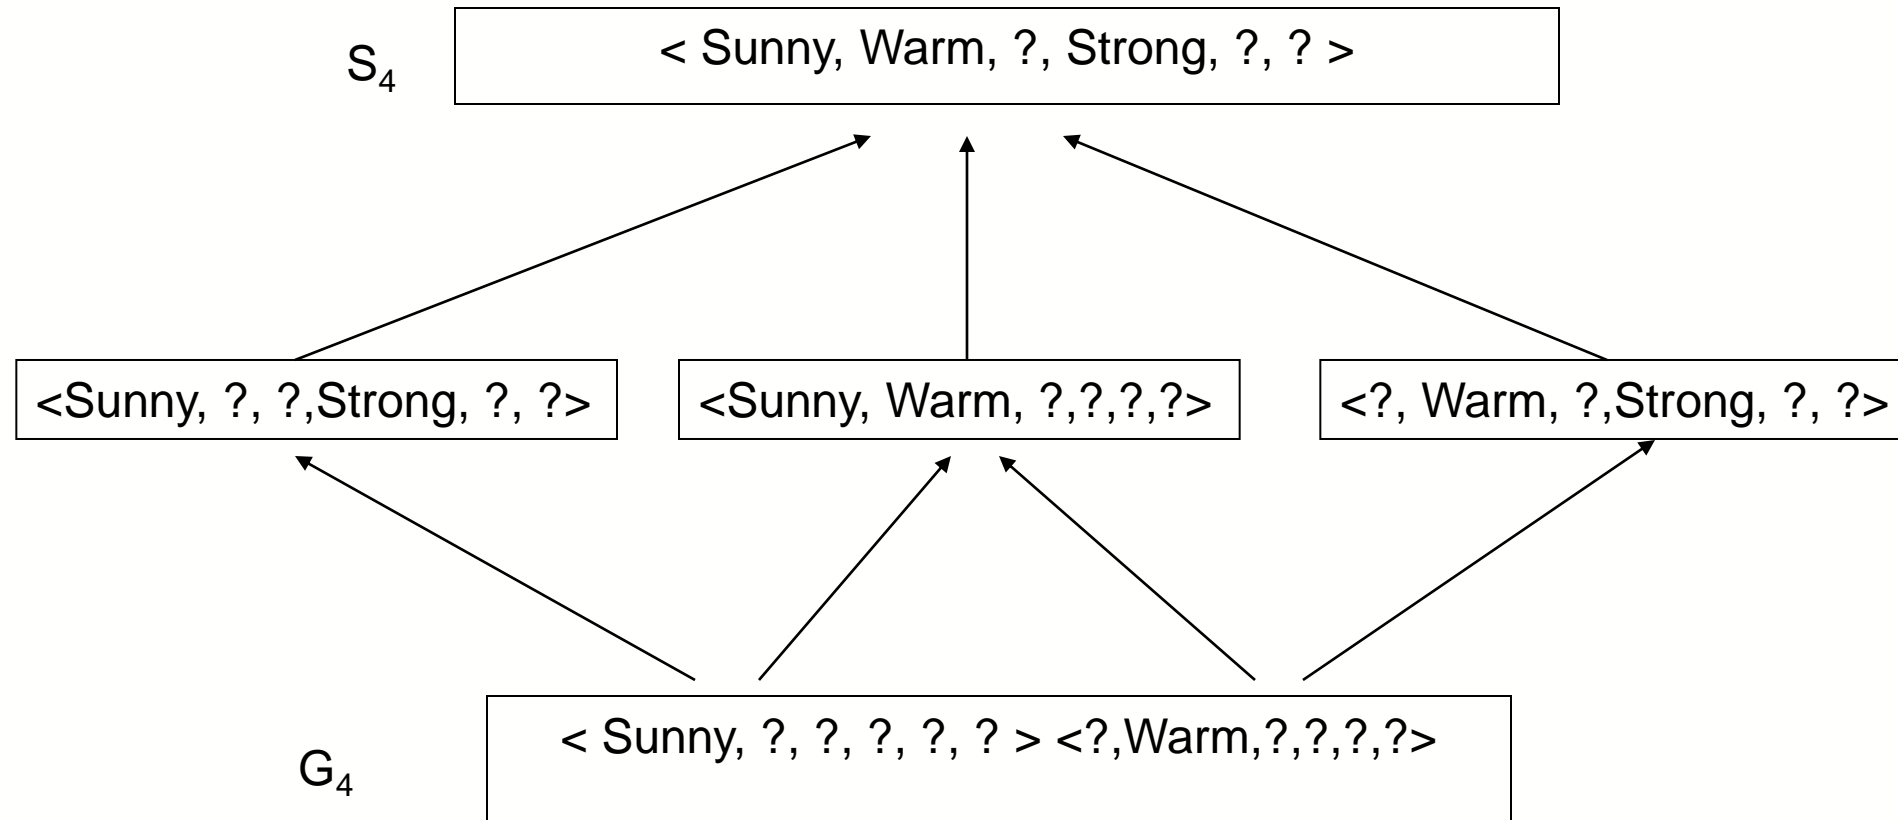 S₄
< Sunny, Warm, ?, Strong, ?, ? >
<Sunny, ?, ?,Strong, ?, ?>
<Sunny, Warm, ?,?,?,?>
<?, Warm, ?,Strong, ?, ?>
< Sunny, ?, ?, ?, ?, ? > <?,Warm,?,?,?,?>
G₄